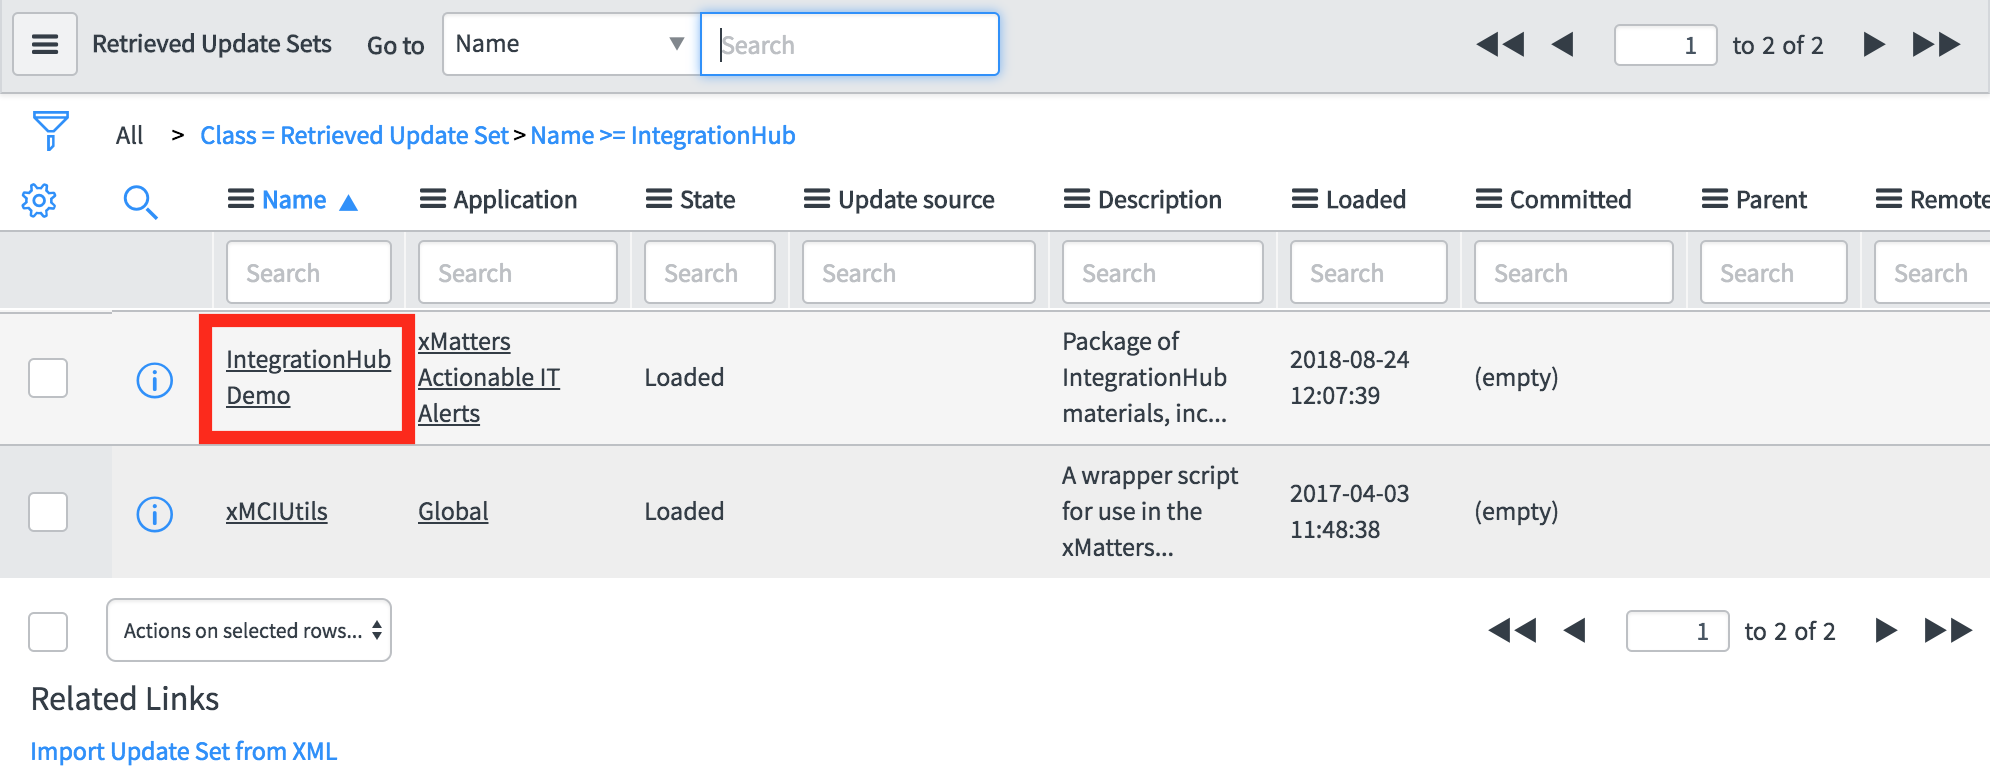 Retrieved Update Sets Go to Name Search 1 to 2 of 2
All > Class = Retrieved Update Set > Name >= IntegrationHub
Name Application State Update source Description Loaded Committed Parent Remote
Search Search Search Search Search Search Search Search Search
IntegrationHub
Demo
xMatters
Actionable IT
Alerts
Loaded
Package of
IntegrationHub
materials, inc...
2018-08-24
12:07:39
(empty)
xMCIUtils
Global
Loaded
A wrapper script
for use in the
xMatters...
2017-04-03
11:48:38
(empty)
Actions on selected rows... 1 to 2 of 2
Related Links
Import Update Set from XML